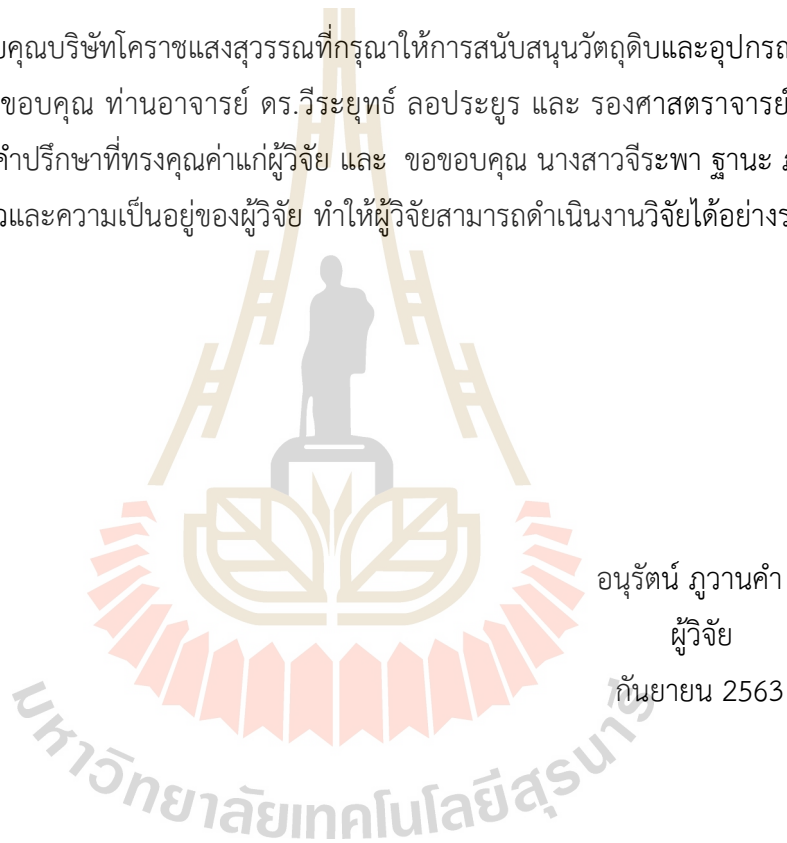 บคุณบริษัทโคราชแสงสุวรรณที่กรุณาให้การสนับสนุนวัตถุดิบและอุปกรณ
ขอบคุณ ท่านอาจารย์ ดร.วีระยุทธ์ ลอประยูร และ รองศาสตราจารย์
คำปรึกษาที่ทรงคุณค่าแก่ผู้วิจัย และ ขอขอบคุณ นางสาวจีระพา ฐานะ
และความเป็นอยู่ของผู้วิจัย ทำให้ผู้วิจัยสามารถดำเนินงานวิจัยได้อย่างร
อนุรัตน์ ภูวานคำ
ผู้วิจัย
กันยายน 2563
มหาวิทยาลัยเทคโนโลยีสุรนารี